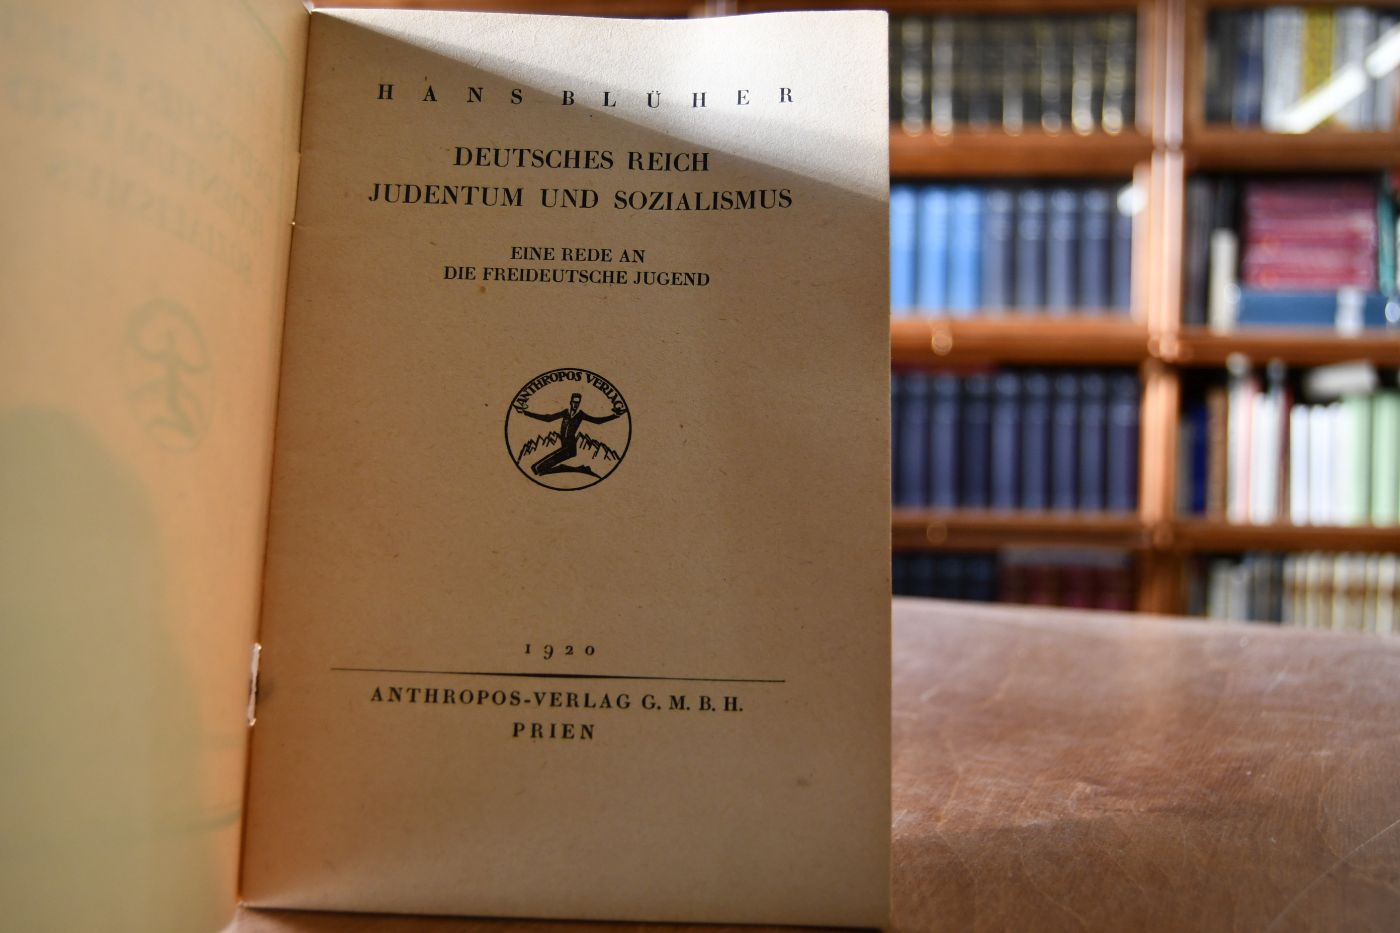 HANS BLÜHER
DEUTSCHES REICH
JUDENTUM UND SOZIALISMUS
EINE REDE AN
DIE FREIDEUTSCHE JUGEND
ANTHROPOS VERLAG
1920
ANTHROPOS-VERLAG G. M. B. H.
PRIEN